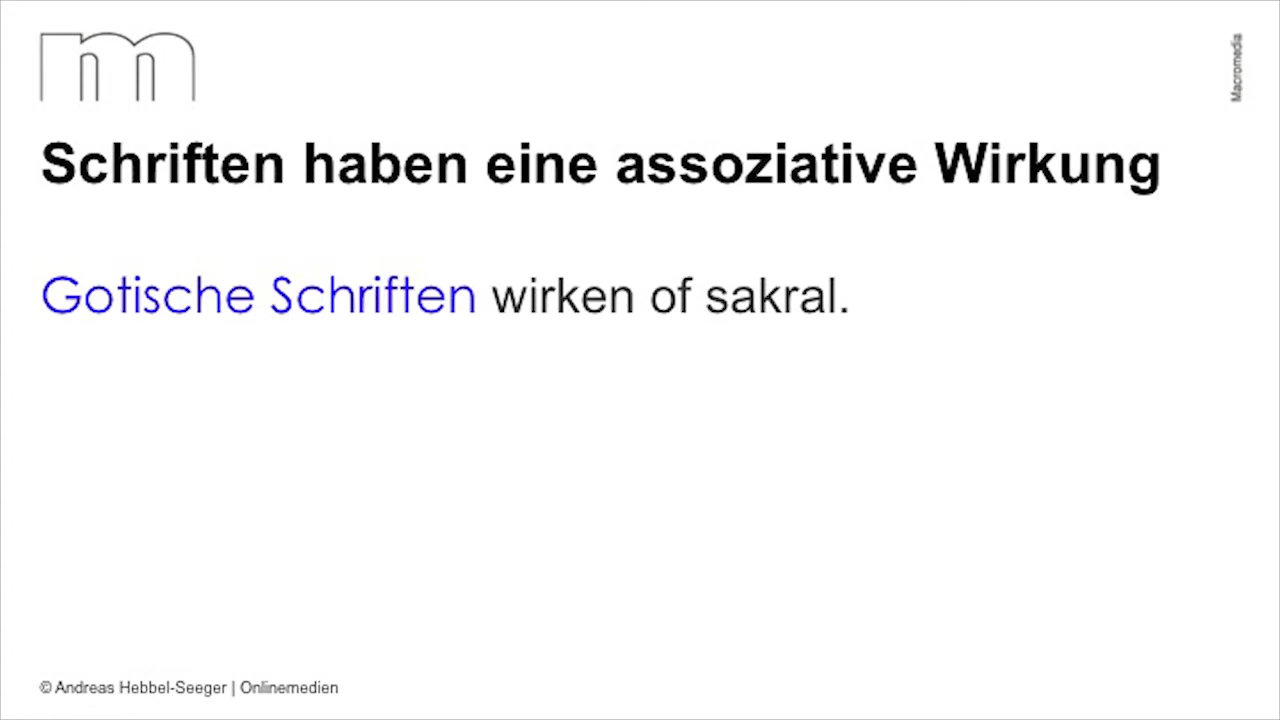 m
Macromedia
Schriften haben eine assoziative Wirkung
Gotische Schriften wirken of sakral.
© Andreas Hebbel-Seeger | Onlinemedien